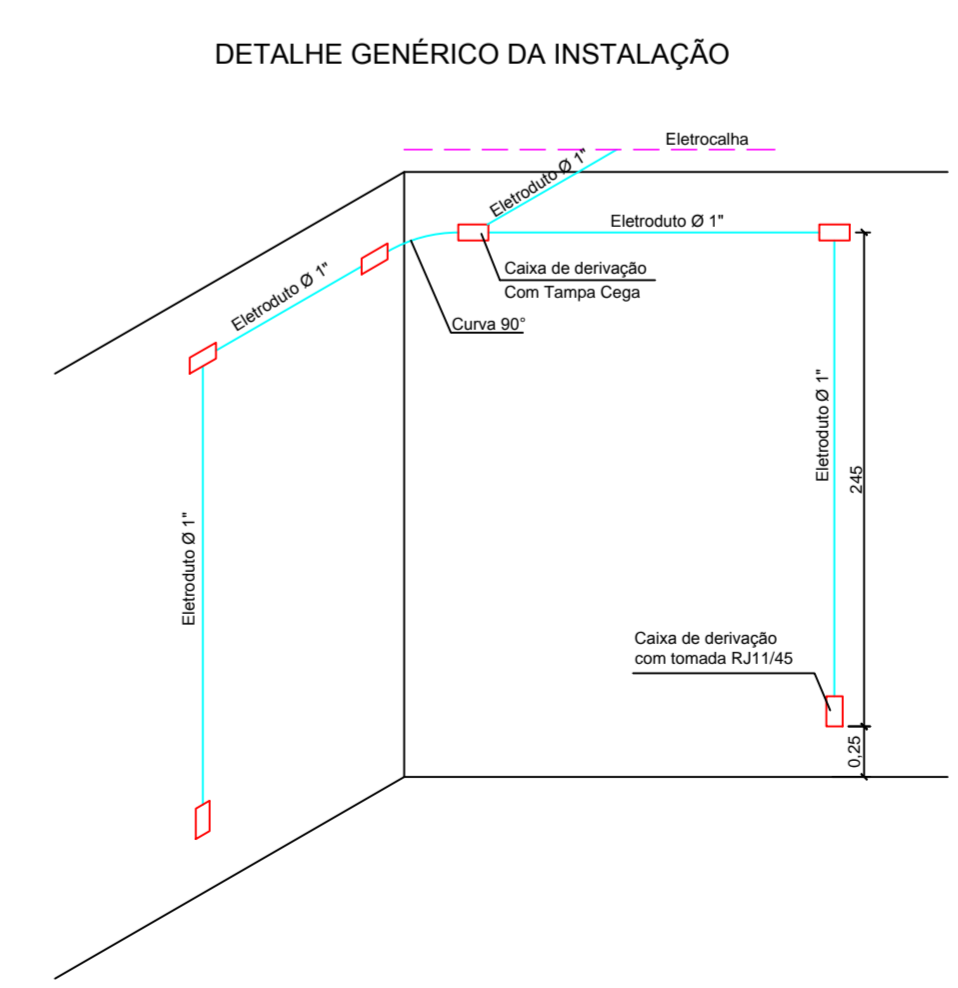 DETALHE GENÉRICO DA INSTALAÇÃO
Eletrocalha
Eletroduto Ø 1"
Eletroduto Ø 1"
Eletroduto Ø 1"
Caixa de derivação
Com Tampa Cega
Curva 90°
Eletroduto Ø 1"
245
Eletroduto Ø 1"
Caixa de derivação
com tomada RJ11/45
0,25